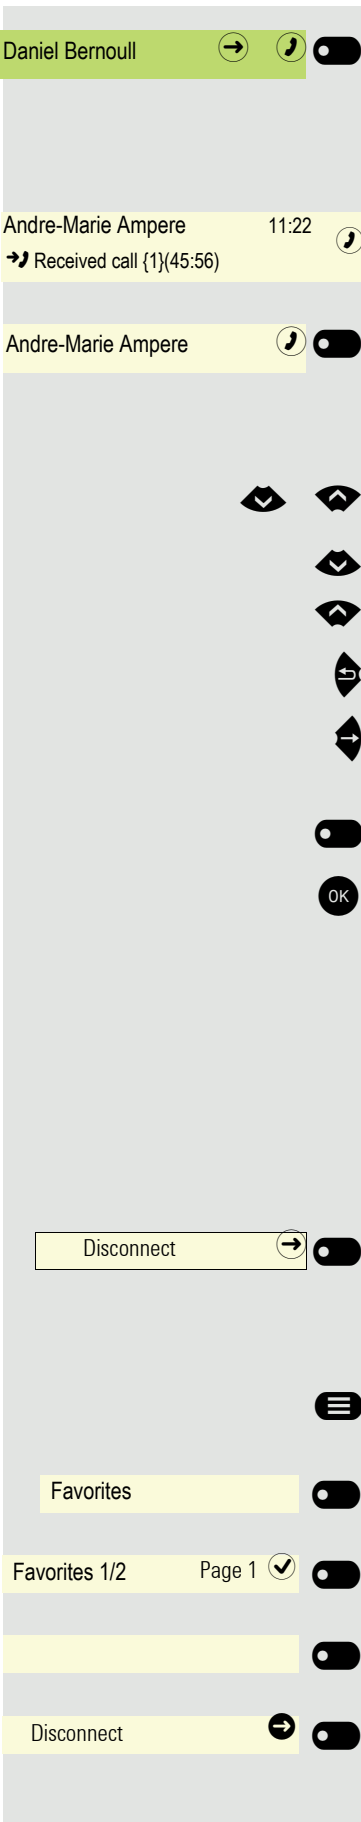 Daniel Bernoull
Andre-Marie Ampere 11:22
Received call {1}(45:56)
Andre-Marie Ampere
OK
Disconnect
Favorites
Favorites 1/2 Page 1
Disconnect